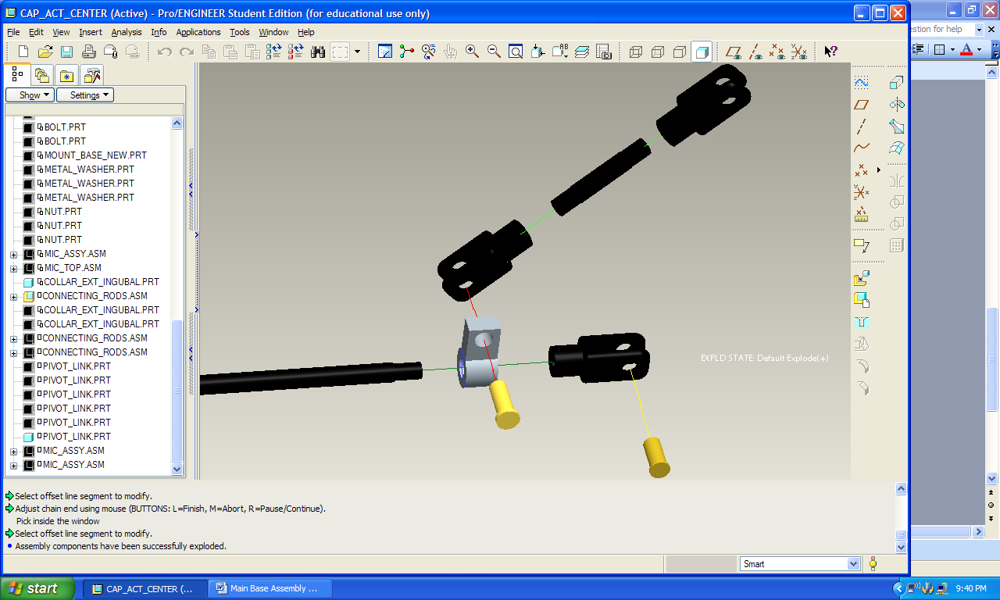 CAP_ACT_CENTER (Active) - Pro/ENGINEER Student Edition (for educational use only)
File Edit View Insert Analysis Info Applications Tools Window Help
stion for help
Show Settings
BOLT.PRT
BOLT.PRT
MOUNT_BASE_NEW.PRT
METAL_WASHER.PRT
METAL_WASHER.PRT
METAL_WASHER.PRT
NUT.PRT
NUT.PRT
NUT.PRT
MIC_ASSY.ASM
MIC_TOP.ASM
COLLAR_EXT_INGUBAL.PRT
CONNECTING_RODS.ASM
COLLAR_EXT_INGUBAL.PRT
COLLAR_EXT_INGUBAL.PRT
CONNECTING_RODS.ASM
CONNECTING_RODS.ASM
PIVOT_LINK.PRT
PIVOT_LINK.PRT
PIVOT_LINK.PRT
PIVOT_LINK.PRT
PIVOT_LINK.PRT
PIVOT_LINK.PRT
MIC_ASSY.ASM
MIC_ASSY.ASM
EXPLD STATE: Default Explode(+)
Select offset line segment to modify.
Adjust chain end using mouse (BUTTONS: L=Finish, M=Abort, R=Pause/Continue).
Pick inside the window
Select offset line segment to modify.
• Assembly components have been successfully exploded.
Smart
start CAP_ACT_CENTER (... Main Base Assembly ... 9:40 PM